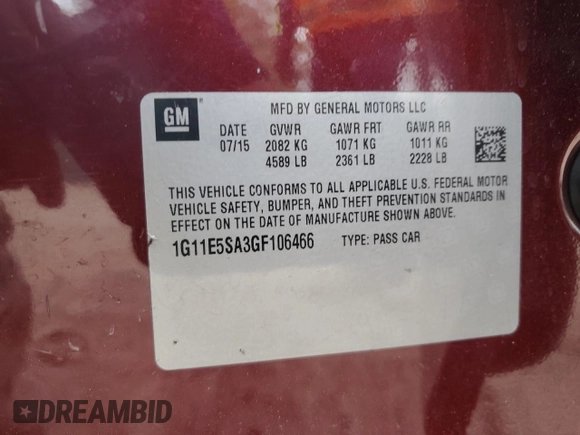 GM
MFD BY GENERAL MOTORS LLC
DATE GVWR GAWR FRT GAWR RR
07/15 2082 KG 1071 KG 1011 KG
4589 LB 2361 LB 2228 LB
THIS VEHICLE CONFORMS TO ALL APPLICABLE U.S. FEDERAL MOTOR
VEHICLE SAFETY, BUMPER, AND THEFT PREVENTION STANDARDS IN
EFFECT ON THE DATE OF MANUFACTURE SHOWN ABOVE.
1G11E5SA3GF106466 TYPE: PASS CAR
DREAMBID